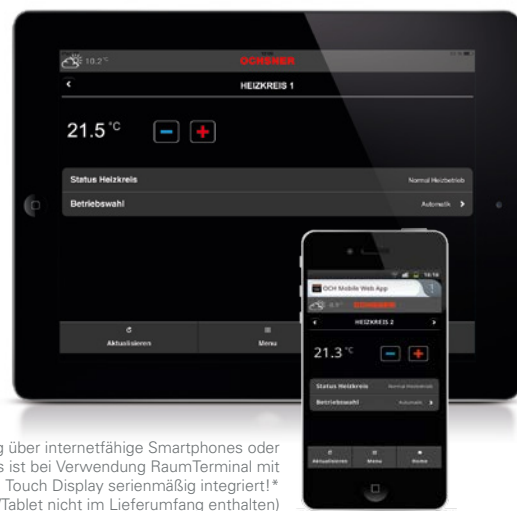 10.2 °C
OCHSNER
HEIZKREIS 1
21.5 °C
Status Heizkreis
Normal Heizbetrieb
Betriebswahl
Automatik
Aktualisieren
Menu
16:16
OCH Mobile Web App
OCHSNER
HEIZKREIS 2
21.3 °C
Status Heizkreis
Normal Heizbetrieb
Betriebswahl
Automatik
Aktualisieren
Menu
Home
g über internetfähige Smartphones oder
s ist bei Verwendung RaumTerminal mit
Touch Display serienmäßig integriert!*
/Tablet nicht im Lieferumfang enthalten)